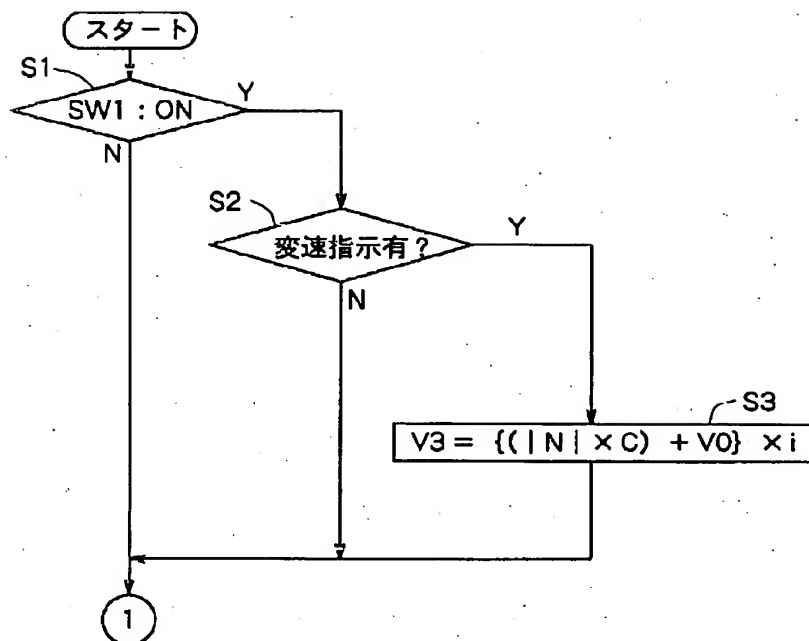 スタート
S1
SW1:ON
Y
N
S2
変速指示有?
Y
N
S3
V3= {(|N|×C) +V0} ×i
1